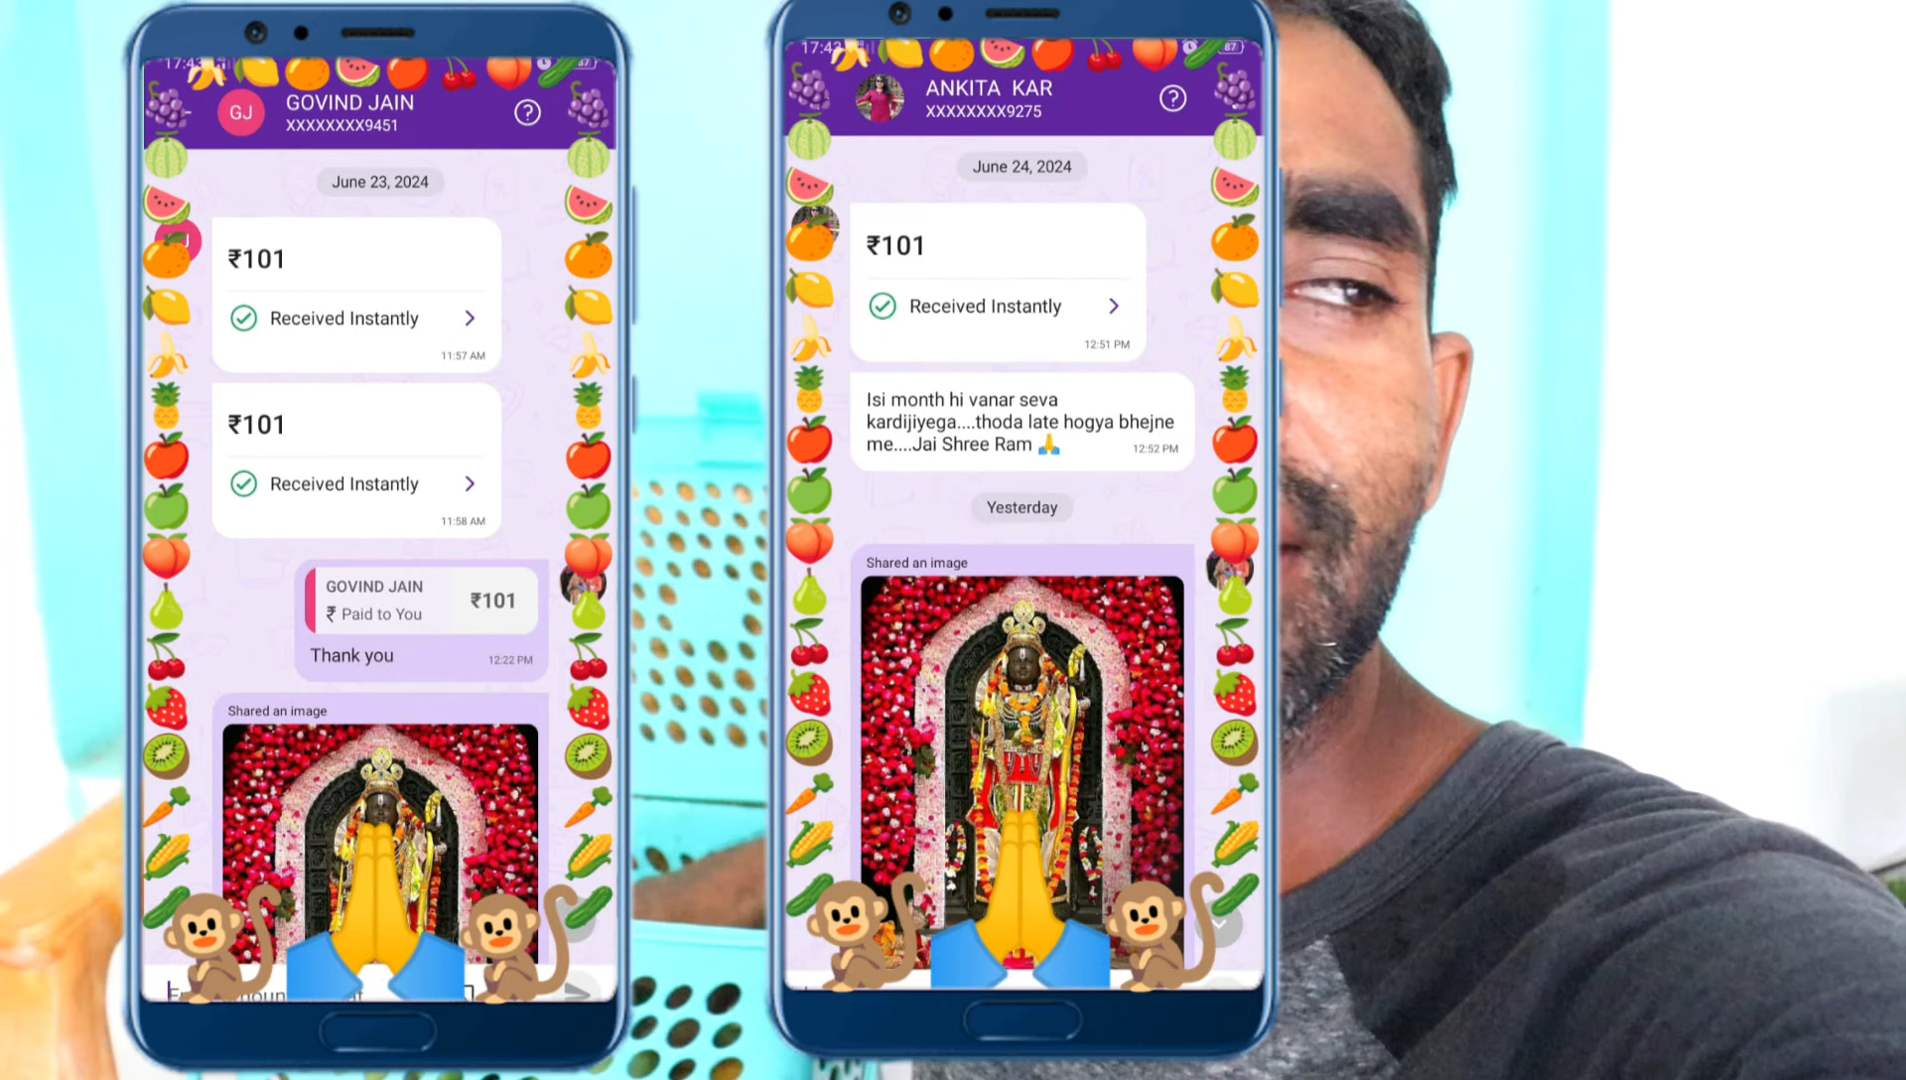 17:43
GJ
GOVIND JAIN
XXXXXXXX9451
June 23, 2024
₹101
Received Instantly
11:57 AM
₹101
Received Instantly
11:58 AM
GOVIND JAIN
₹ Paid to You
₹101
Thank you
12:22 PM
Shared an image
87
ANKITA KAR
XXXXXXXX9275
June 24, 2024
₹101
Received Instantly
12:51 PM
Isi month hi vanar seva
kardijiyega....thoda late hogya bhejne
me....Jai Shree Ram 🙏
12:52 PM
Yesterday
Shared an image